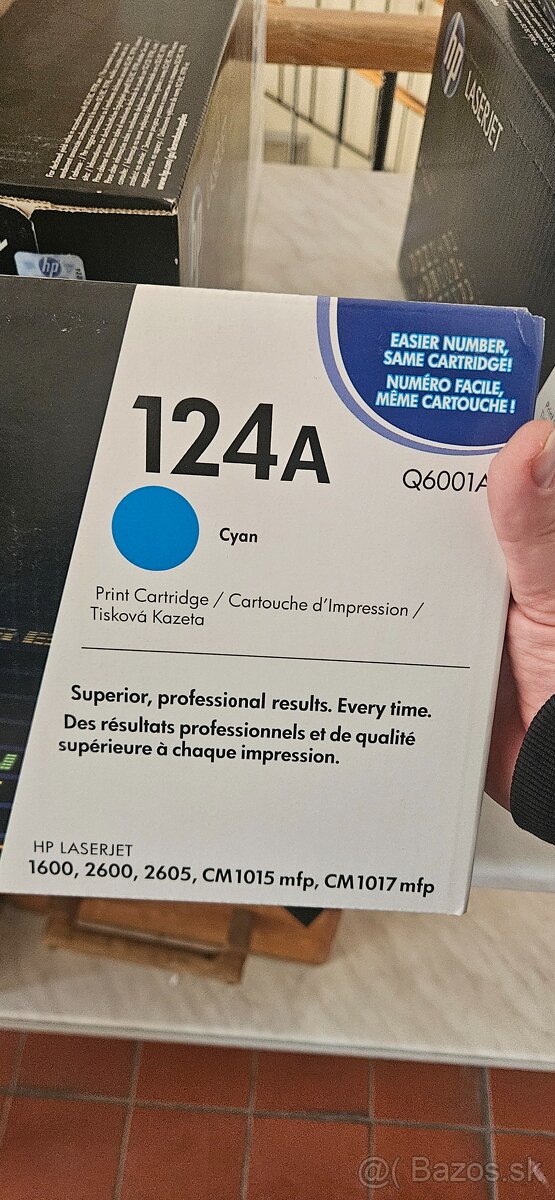 hp
LASERJET
hp
EASIER NUMBER,
SAME CARTRIDGE!
NUMÉRO FACILE,
MÊME CARTOUCHE !
124A
Q6001A
Cyan
Print Cartridge / Cartouche d'Impression /
Tisková Kazeta
Superior, professional results. Every time.
Des résultats professionnels et de qualité
supérieure à chaque impression.
HP LASERJET
1600, 2600, 2605, CM1015 mfp, CM1017 mfp
@( Bazos.sk